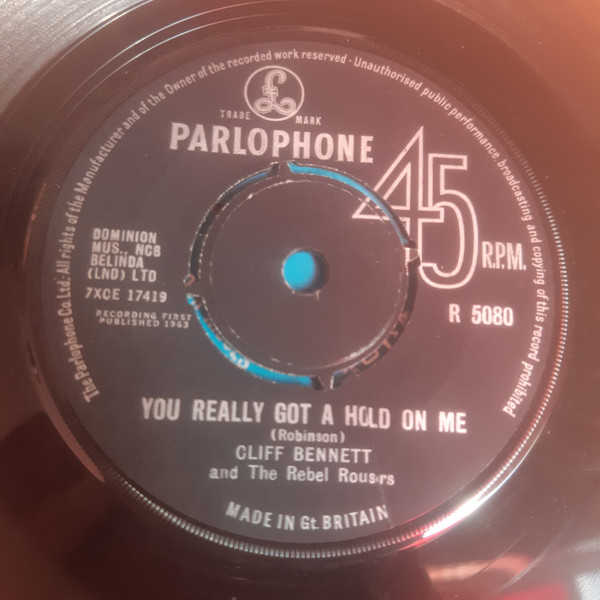 The Parlophone Co. Ltd. All rights of the Manufacturer and of the Owner of the recorded work reserved · Unauthorised public performance, broadcasting and copying of this record prohibited
£
TRADE MARK
PARLOPHONE
45
R.P.M.
DOMINION
MUS., NCB
BELINDA
(LND) LTD
7XCE 17419
RECORDING FIRST
PUBLISHED 1963
R 5080
YOU REALLY GOT A HOLD ON ME
(Robinson)
CLIFF BENNETT
and The Rebel Rousers
MADE IN Gt. BRITAIN